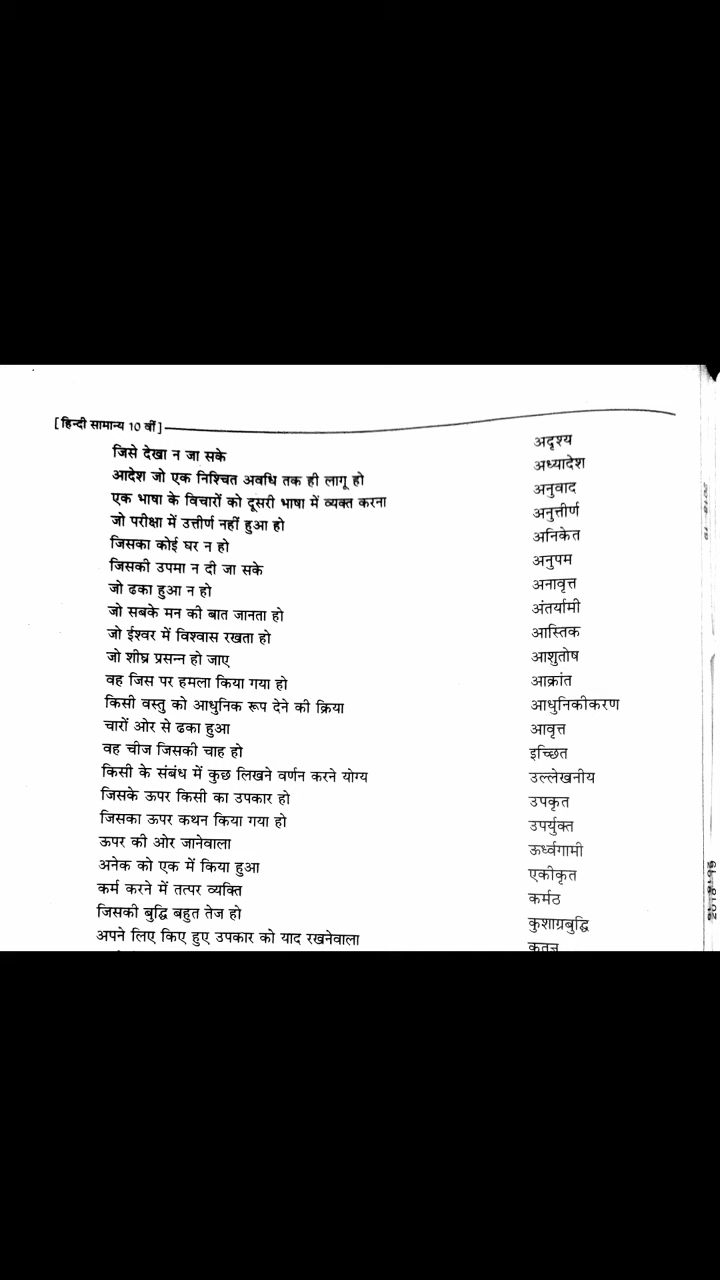 [ हिन्दी सामान्य 10 वीं ]
जिसे देखा न जा सके अदृश्य
आदेश जो एक निश्चित अवधि तक ही लागू हो अध्यादेश
एक भाषा के विचारों को दूसरी भाषा में व्यक्त करना अनुवाद
जो परीक्षा में उत्तीर्ण नहीं हुआ हो अनुत्तीर्ण
जिसका कोई घर न हो अनिकेत
जिसकी उपमा न दी जा सके अनुपम
जो ढका हुआ न हो अनावृत्त
जो सबके मन की बात जानता हो अंतर्यामी
जो ईश्वर में विश्वास रखता हो आस्तिक
जो शीघ्र प्रसन्न हो जाए आशुतोष
वह जिस पर हमला किया गया हो आक्रांत
किसी वस्तु को आधुनिक रूप देने की क्रिया आधुनिकीकरण
चारों ओर से ढका हुआ आवृत्त
वह चीज जिसकी चाह हो इच्छित
किसी के संबंध में कुछ लिखने वर्णन करने योग्य उल्लेखनीय
जिसके ऊपर किसी का उपकार हो उपकृत
जिसका ऊपर कथन किया गया हो उपर्युक्त
ऊपर की ओर जानेवाला ऊर्ध्वगामी
अनेक को एक में किया हुआ एकीकृत
कर्म करने में तत्पर व्यक्ति कर्मठ
जिसकी बुद्धि बहुत तेज हो कुशाग्रबुद्धि
अपने लिए किए हुए उपकार को याद रखनेवाला